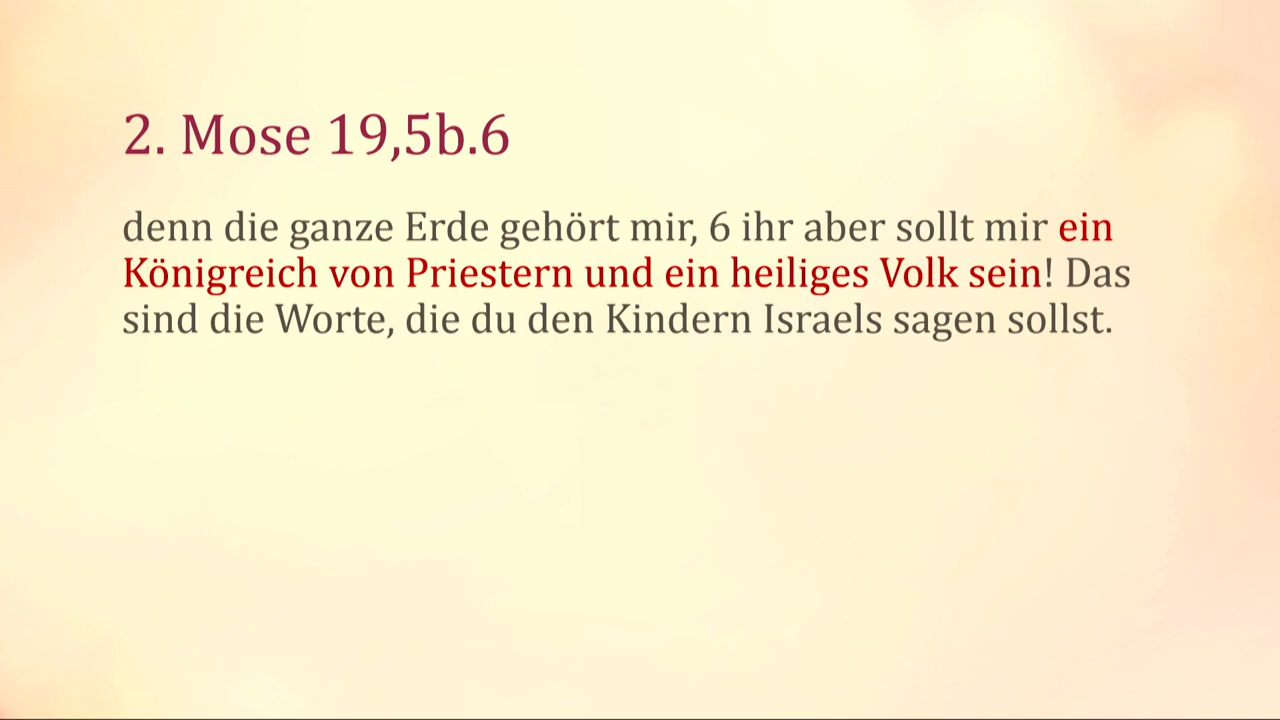 2. Mose 19,5b.6
denn die ganze Erde gehört mir, 6 ihr aber sollt mir ein
Königreich von Priestern und ein heiliges Volk sein! Das
sind die Worte, die du den Kindern Israels sagen sollst.